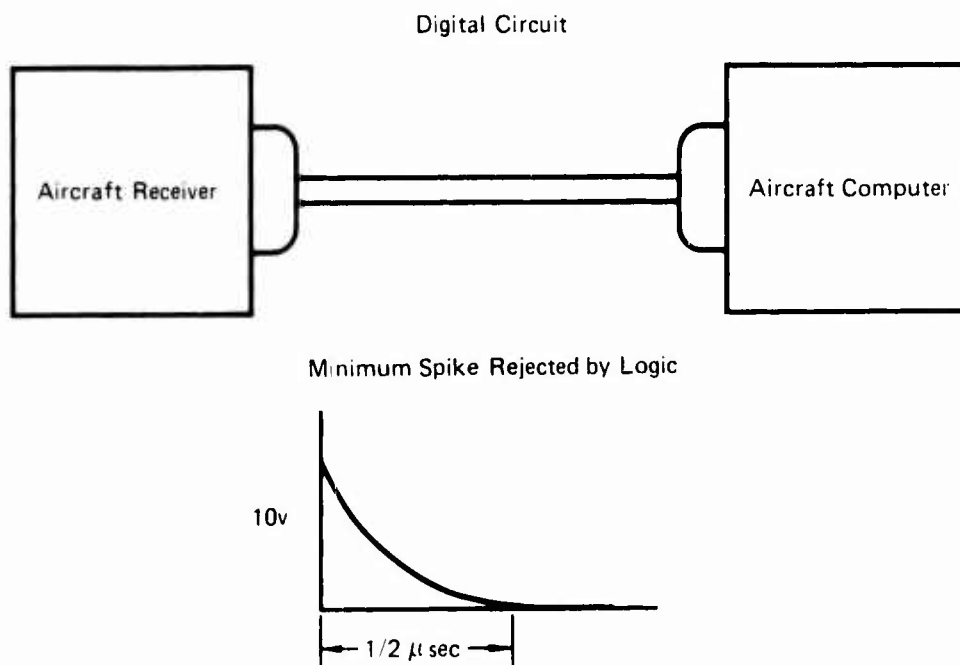 Digital Circuit
Aircraft Receiver
Aircraft Computer
Minimum Spike Rejected by Logic
10v
1/2 μ sec